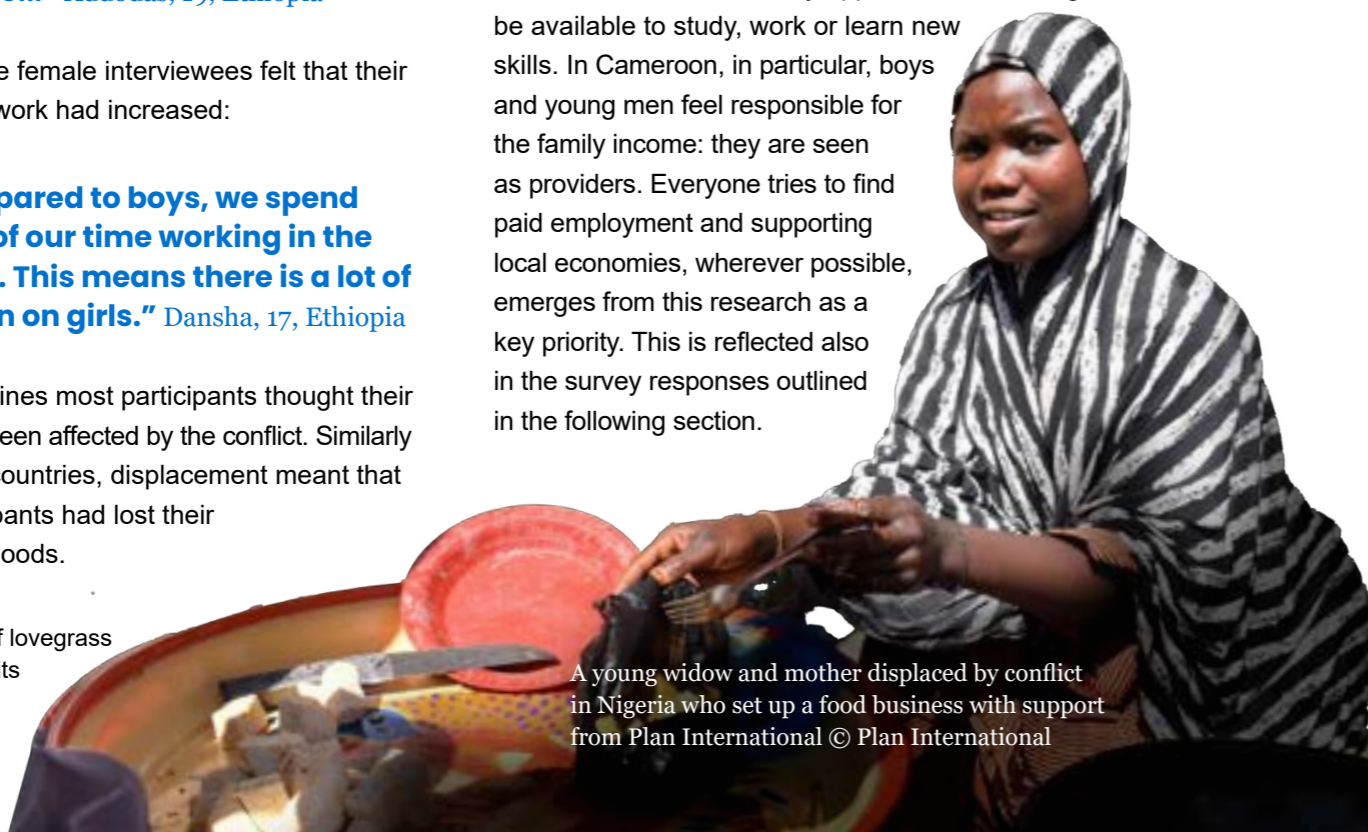 e female interviewees felt that their
work had increased:
pared to boys, we spend
of our time working in the
. This means there is a lot of
n on girls.” Dansha, 17, Ethiopia
ines most participants thought their
een affected by the conflict. Similarly
countries, displacement meant that
pants had lost their
oods.
f lovegrass
its
be available to study, work or learn new
skills. In Cameroon, in particular, boys
and young men feel responsible for
the family income: they are seen
as providers. Everyone tries to find
paid employment and supporting
local economies, wherever possible,
emerges from this research as a
key priority. This is reflected also
in the survey responses outlined
in the following section.
A young widow and mother displaced by conflict
in Nigeria who set up a food business with support
from Plan International © Plan International